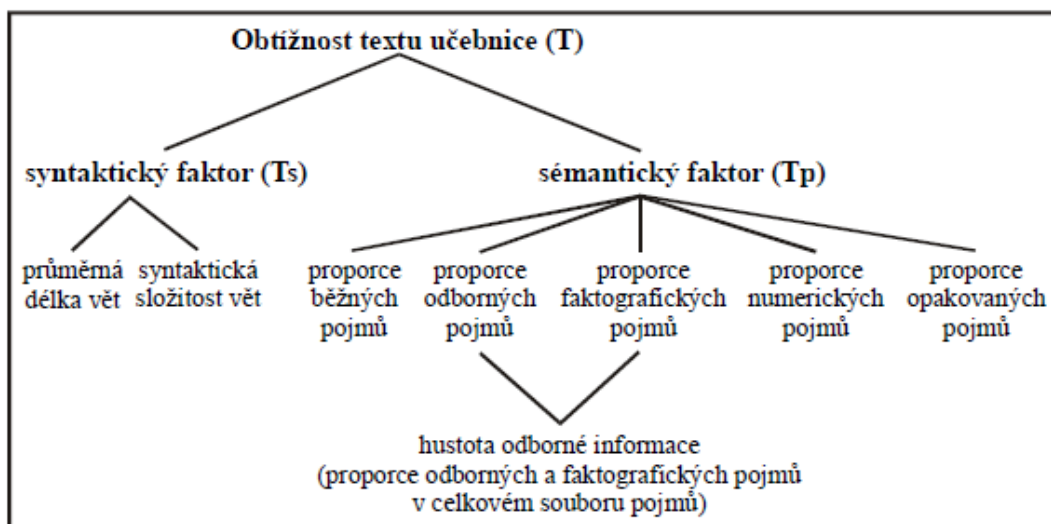 Obtížnost textu učebnice (T)
syntaktický faktor (Ts)
sémantický faktor (Tp)
průměrná
délka vět
syntaktická
složitost vět
proporce
běžných
pojmů
proporce
odborných
pojmů
proporce
faktografických
pojmů
proporce
numerických
pojmů
proporce
opakovaných
pojmů
hustota odborné informace
(proporce odborných a faktografických pojmů
v celkovém souboru pojmů)